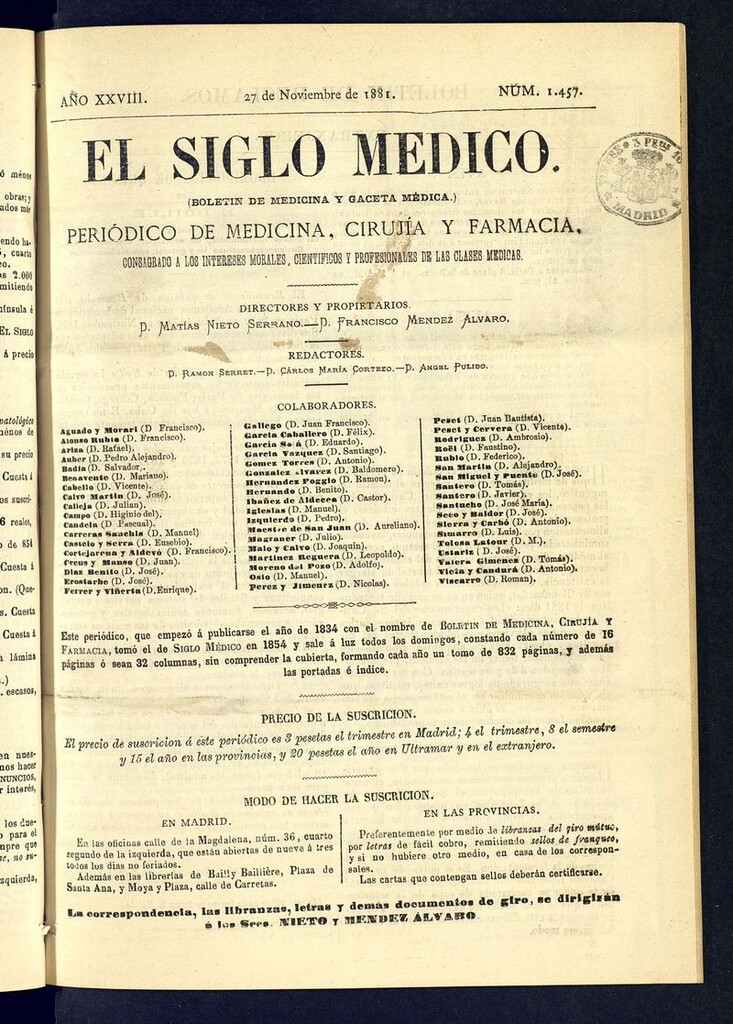 AÑO XXVIII.
27 de Noviembre de 1881.
NÚM. 1.457.
EL SIGLO MEDICO.
(BOLETIN DE MEDICINA Y GACETA MÉDICA.)
PERIÓDICO DE MEDICINA, CIRUJÍA Y FARMACIA,
CONSAGRADO A LOS INTERESES MORALES, CIENTIFICOS Y PROFESIONALES DE LAS CLASES MEDICAS.
MADRID
DIRECTORES Y PROPIETARIOS.
D. MATÍAS NIETO SERRANO.—D. FRANCISCO MENDEZ ALVARO.
REDACTORES.
D. RAMON SERRET.—D. CÁRLOS MARÍA CORTEZO.—D. ANGEL PULIDO.
COLABORADORES.
Aguado y Morari (D Francisco).
Alonso Rubio (D. Francisco).
Ariza (D. Rafael),
Auber (D. Pedro Alejandro).
Badia (D. Salvador,.
Benavente (D. Mariano).
Cabello (D. Vicente).
Calvo Martin (D. José).
Calleja (D. Julian).
Campo (D. Higinio del);
Candela (D Pascual).
Carreras Sanchis (D. Manuel)
Castelo y Serra (D. Eusebio).
Cortejarena y Aldevó (D. Francisco).
Creus y Manso (D. Juan).
Diaz Benito (D. José).
Erostarbe (D. José).
Ferrer y Viñerta (D. Enrique).
Gallego (D. Juan Francisco).
Garcia Caballero (D. Félix).
Garcia Solá (D. Eduardo).
Garcia Vazquez (D. Santiago).
Gomez Torres (D. Antonio).
Gonzalez Alvarez (D. Baldomero).
Hernandez Poggio (D. Ramon).
Hernando (D. Benito).
Ibañez de Aldecoa (D. Castor).
Iglesias (D. Manuel).
Izquierdo (D. Pedro).
Maestre de San Juan (D. Aureliano).
Magraner (D. Julio).
Malo y Calvo (D. Joaquin).
Martinez Reguera (D. Leopoldo).
Moreno del Pozo (D. Adolfo).
Osio (D. Manuel).
Perez y Jimenez (D. Nicolas).
Peset (D. Juan Bautista).
Peset y Cervera (D. Vicente).
Rodriguez (D. Ambrosio).
Roël (D. Faustino).
Rubio (D. Federico).
San Martin (D. Alejandro).
San Miguel y Puente (D. José).
Santero (D. Tomás).
Santero (D. Javier).
Santucho (D. José María).
Seco y Baldor (D. José).
Sierra y Carbó (D. Antonio).
Simarro (D. Luis).
Tolosa Latour (D. M.).
Ustariz (D. José).
Valera Gimenez (D. Tomás).
Vieta y Candurá (D. Antonio).
Viscarro (D. Roman).
Este periódico, que empezó á publicarse el año de 1834 con el nombre de BOLETIN DE MEDICINA, CIRUJÍA Y
FARMACIA, tomó el de SIGLO MÉDICO en 1854 y sale á luz todos los domingos, constando cada número de 16
páginas ó sean 32 columnas, sin comprender la cubierta, formando cada año un tomo de 832 páginas, y además
las portadas é índice.
PRECIO DE LA SUSCRICION.
El precio de suscricion á este periódico es 3 pesetas el trimestre en Madrid; 4 el trimestre, 8 el semestre
y 15 el año en las provincias, y 20 pesetas el año en Ultramar y en el extranjero.
MODO DE HACER LA SUSCRICION.
EN MADRID.
En las oficinas calle de la Magdalena, núm. 36, cuarto
segundo de la izquierda, que están abiertas de nueve á tres
todos los dias no feriados.
Además en las librerías de Bailly Bailliére, Plaza de
Santa Ana, y Moya y Plaza, calle de Carretas.
EN LAS PROVINCIAS.
Preferentemente por medio de libranzas del giro mútuo,
por letras de fácil cobro, remitiendo sellos de franqueo,
y si no hubiere otro medio, en casa de los correspon-
sales.
Las cartas que contengan sellos deberán certificarse.
La correspondencia, las libranzas, letras y demas documentos de giro, se dirigirán
á los Sres. NIETO y MENDEZ ÁLVARO